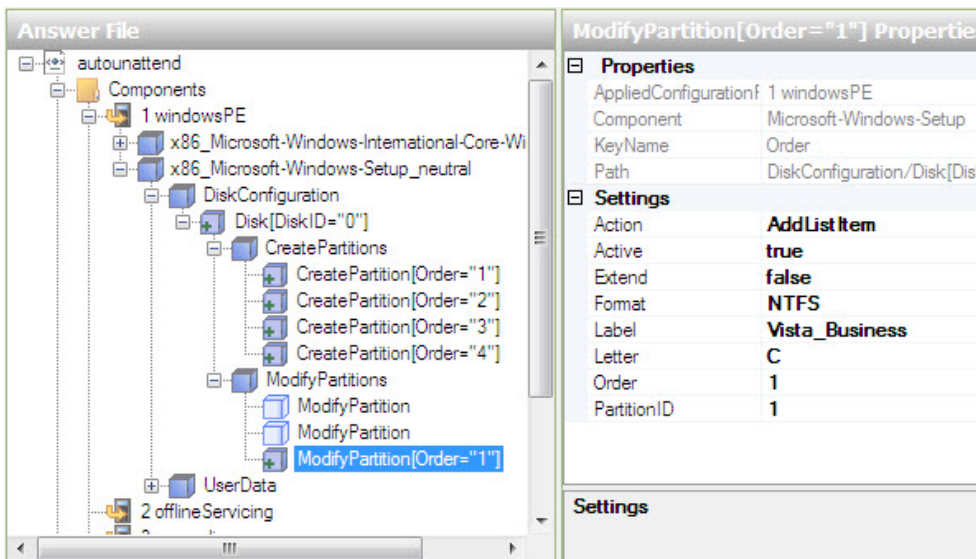 Answer File
autounattend
Components
1 windowsPE
x86_Microsoft-Windows-International-Core-Wi
x86_Microsoft-Windows-Setup_neutral
DiskConfiguration
Disk[DiskID="0"]
CreatePartitions
CreatePartition[Order="1"]
CreatePartition[Order="2"]
CreatePartition[Order="3"]
CreatePartition[Order="4"]
ModifyPartitions
ModifyPartition
ModifyPartition
ModifyPartition[Order="1"]
UserData
2 offlineServicing
ModifyPartition[Order="1"] Properties
Properties
AppliedConfigurationF 1 windowsPE
Component Microsoft-Windows-Setup
KeyName Order
Path DiskConfiguration/Disk[Dis
Settings
Action AddListItem
Active true
Extend false
Format NTFS
Label Vista_Business
Letter C
Order 1
PartitionID 1
Settings